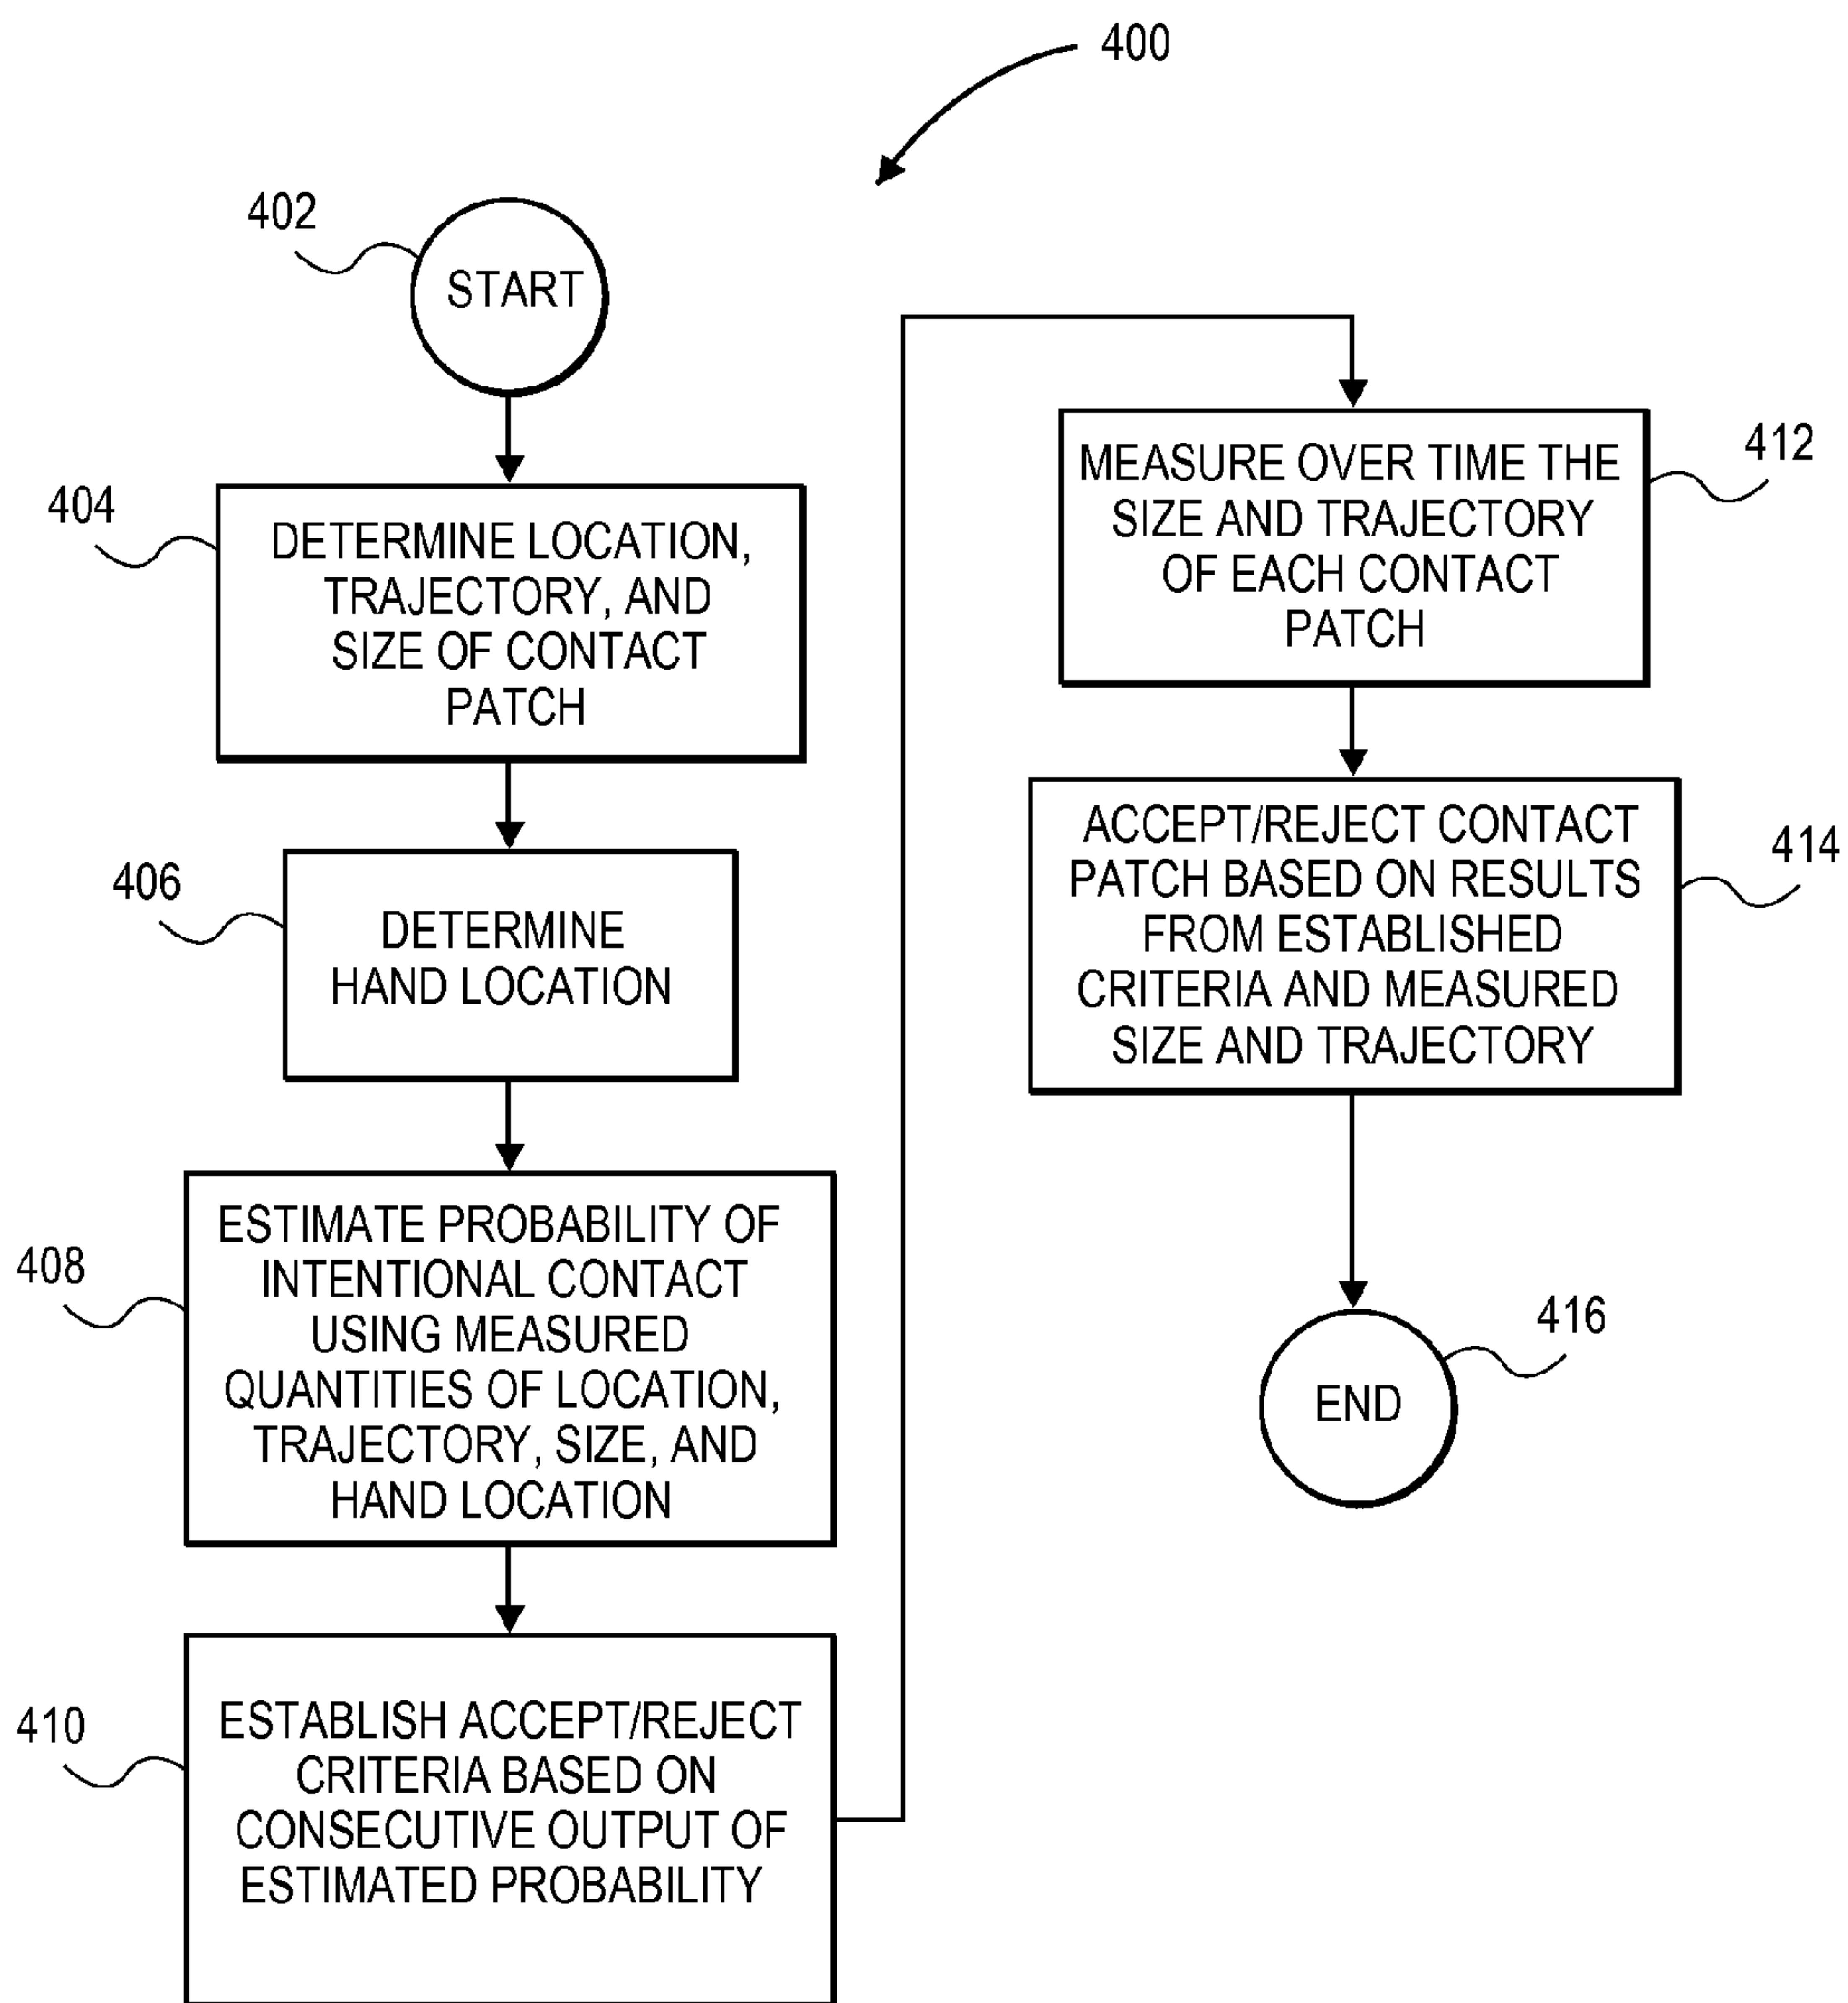 400
402
START
404
DETERMINE LOCATION,
TRAJECTORY, AND
SIZE OF CONTACT
PATCH
406
DETERMINE
HAND LOCATION
408
ESTIMATE PROBABILITY OF
INTENTIONAL CONTACT
USING MEASURED
QUANTITIES OF LOCATION,
TRAJECTORY, SIZE, AND
HAND LOCATION
410
ESTABLISH ACCEPT/REJECT
CRITERIA BASED ON
CONSECUTIVE OUTPUT OF
ESTIMATED PROBABILITY
412
MEASURE OVER TIME THE
SIZE AND TRAJECTORY
OF EACH CONTACT
PATCH
414
ACCEPT/REJECT CONTACT
PATCH BASED ON RESULTS
FROM ESTABLISHED
CRITERIA AND MEASURED
SIZE AND TRAJECTORY
416
END